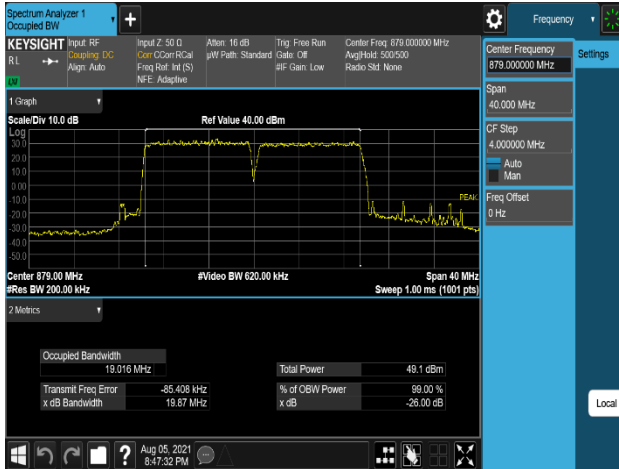 Spectrum Analyzer 1
Occupied BW
+
Frequency
KEYSIGHT Input: RF Input Z: 50 Ω Atten: 16 dB Trig: Free Run Center Freq: 879.000000 MHz
RL Coupling: DC Corr CCorr RCal µW Path: Standard Gate: Off Avg|Hold: 500/500
Align: Auto Freq Ref: Int (S) #IF Gain: Low Radio Std: None
NFE: Adaptive
LXI
Center Frequency
879.000000 MHz
Settings
Span
40.000 MHz
CF Step
4.000000 MHz
Auto
Man
Freq Offset
0 Hz
1 Graph
Scale/Div 10.0 dB Ref Value 40.00 dBm
Log
30.0
20.0
10.0
0.00
-10.0
-20.0
-30.0
-40.0
-50.0
PEAK
Center 879.00 MHz #Video BW 620.00 kHz Span 40 MHz
#Res BW 200.00 kHz Sweep 1.00 ms (1001 pts)
2 Metrics
Occupied Bandwidth
19.016 MHz Total Power 49.1 dBm
Transmit Freq Error -85.408 kHz % of OBW Power 99.00 %
x dB Bandwidth 19.87 MHz x dB -26.00 dB
Local
? Aug 05, 2021
8:47:32 PM